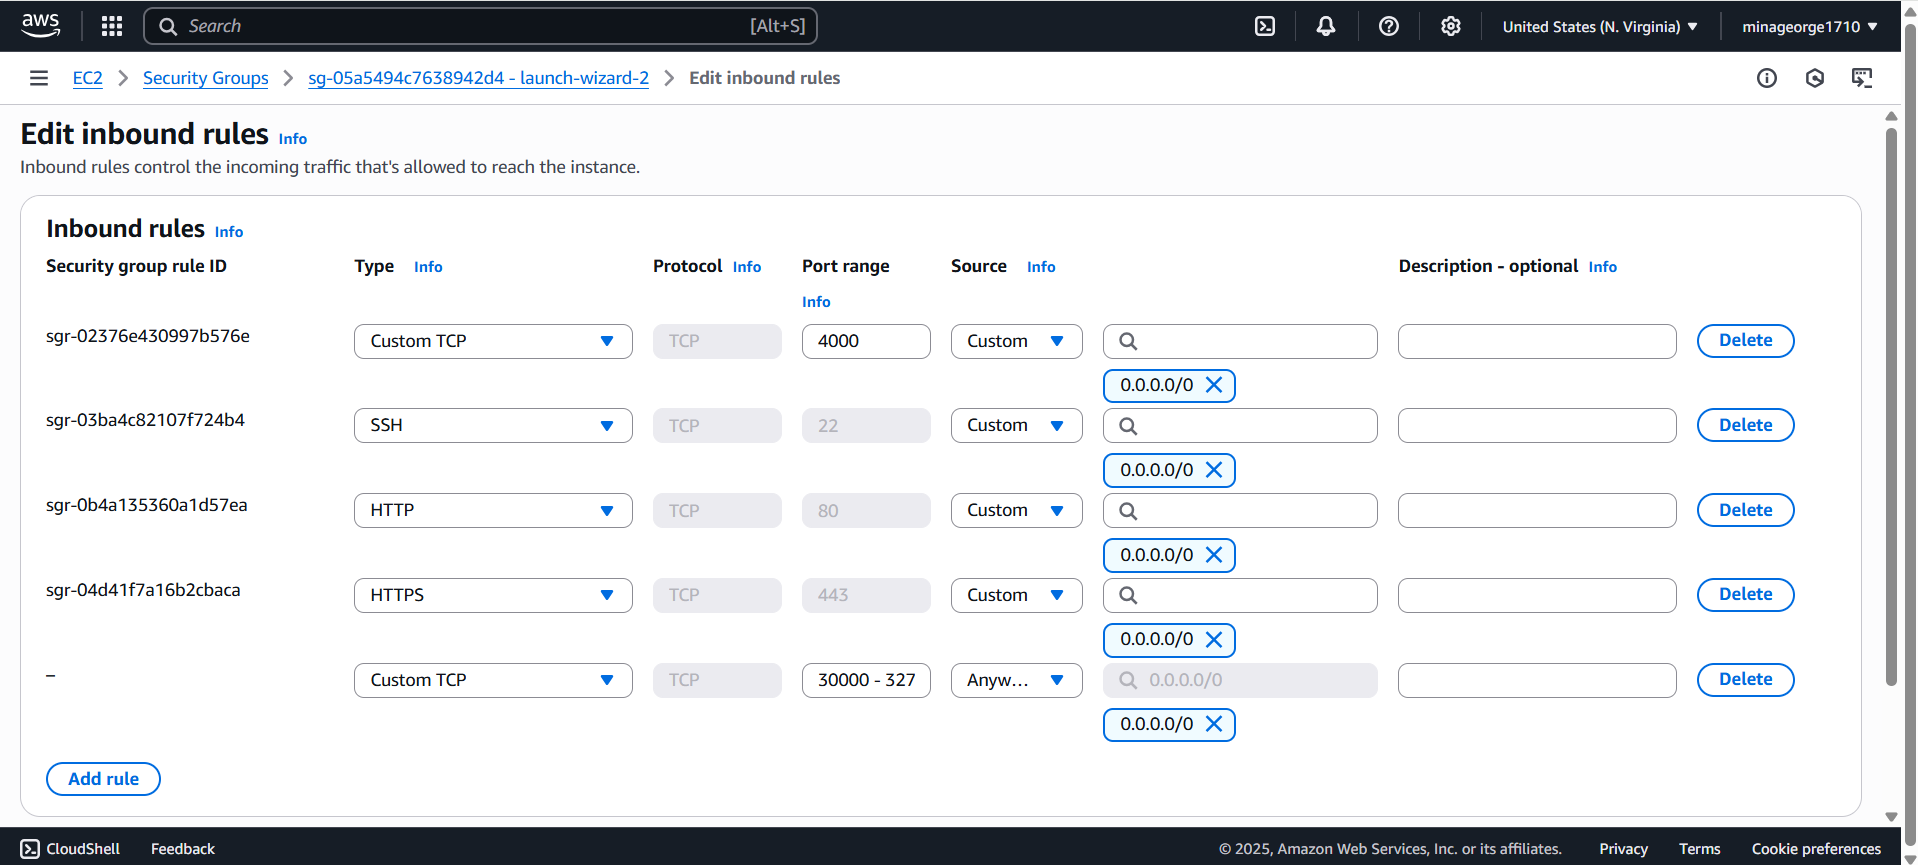 aws Search [Alt+S] United States (N. Virginia) minageorge1710
EC2 Security Groups sg-05a5494c7638942d4 - launch-wizard-2 Edit inbound rules
Edit inbound rules Info
Inbound rules control the incoming traffic that's allowed to reach the instance.
Inbound rules Info
Security group rule ID Type Info Protocol Info Port range Source Info Description - optional Info
Info
sgr-02376e430997b576e Custom TCP TCP 4000 Custom Delete
0.0.0.0/0
sgr-03ba4c82107f724b4 SSH TCP 22 Custom Delete
0.0.0.0/0
sgr-0b4a135360a1d57ea HTTP TCP 80 Custom Delete
0.0.0.0/0
sgr-04d41f7a16b2cbaca HTTPS TCP 443 Custom Delete
0.0.0.0/0
– Custom TCP TCP 30000 - 327 Anyw... 0.0.0.0/0 Delete
0.0.0.0/0
Add rule
CloudShell Feedback © 2025, Amazon Web Services, Inc. or its affiliates. Privacy Terms Cookie preferences